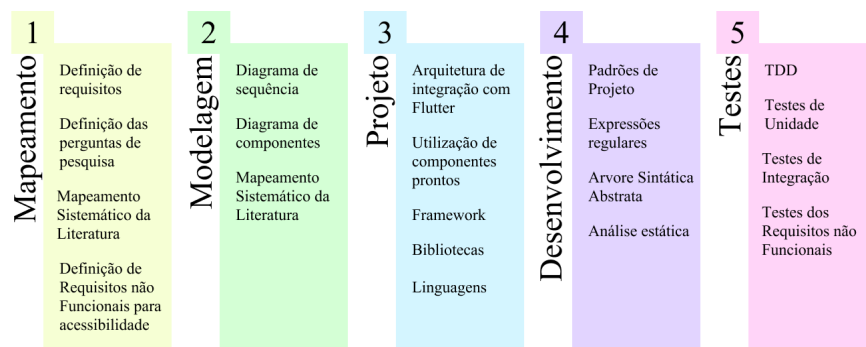 1
Mapeamento
Definição de
requisitos
Definição das
perguntas de
pesquisa
Mapeamento
Sistemático da
Literatura
Definição de
Requisitos não
Funcionais para
acessibilidade
2
Modelagem
Diagrama de
sequência
Diagrama de
componentes
Mapeamento
Sistemático da
Literatura
3
Projeto
Arquitetura de
integração com
Flutter
Utilização de
componentes
prontos
Framework
Bibliotecas
Linguagens
4
Desenvolvimento
Padrões de
Projeto
Expressões
regulares
Arvore Sintática
Abstrata
Análise estática
5
Testes
TDD
Testes de
Unidade
Testes de
Integração
Testes dos
Requisitos não
Funcionais